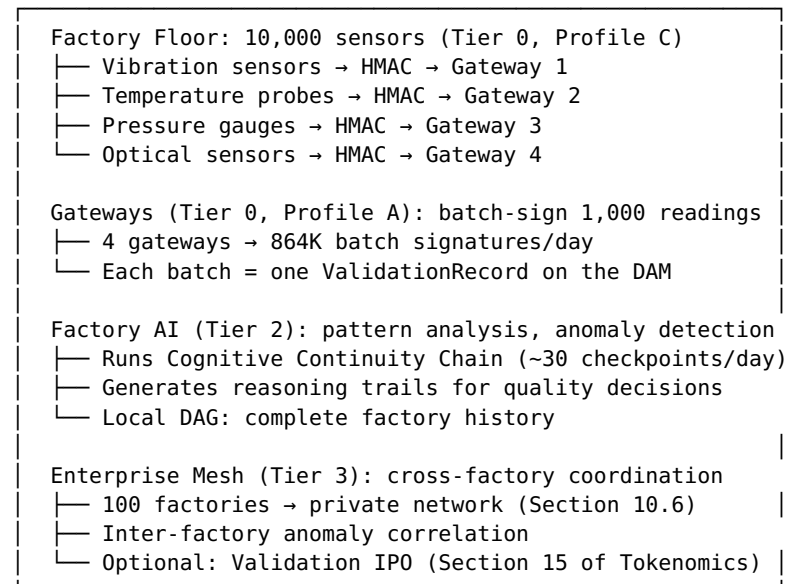 Factory Floor: 10,000 sensors (Tier 0, Profile C)
├── Vibration sensors → HMAC → Gateway 1
├── Temperature probes → HMAC → Gateway 2
├── Pressure gauges → HMAC → Gateway 3
└── Optical sensors → HMAC → Gateway 4
Gateways (Tier 0, Profile A): batch-sign 1,000 readings
├── 4 gateways → 864K batch signatures/day
└── Each batch = one ValidationRecord on the DAM
Factory AI (Tier 2): pattern analysis, anomaly detection
├── Runs Cognitive Continuity Chain (~30 checkpoints/day)
├── Generates reasoning trails for quality decisions
└── Local DAG: complete factory history
Enterprise Mesh (Tier 3): cross-factory coordination
├── 100 factories → private network (Section 10.6)
├── Inter-factory anomaly correlation
└── Optional: Validation IPO (Section 15 of Tokenomics)